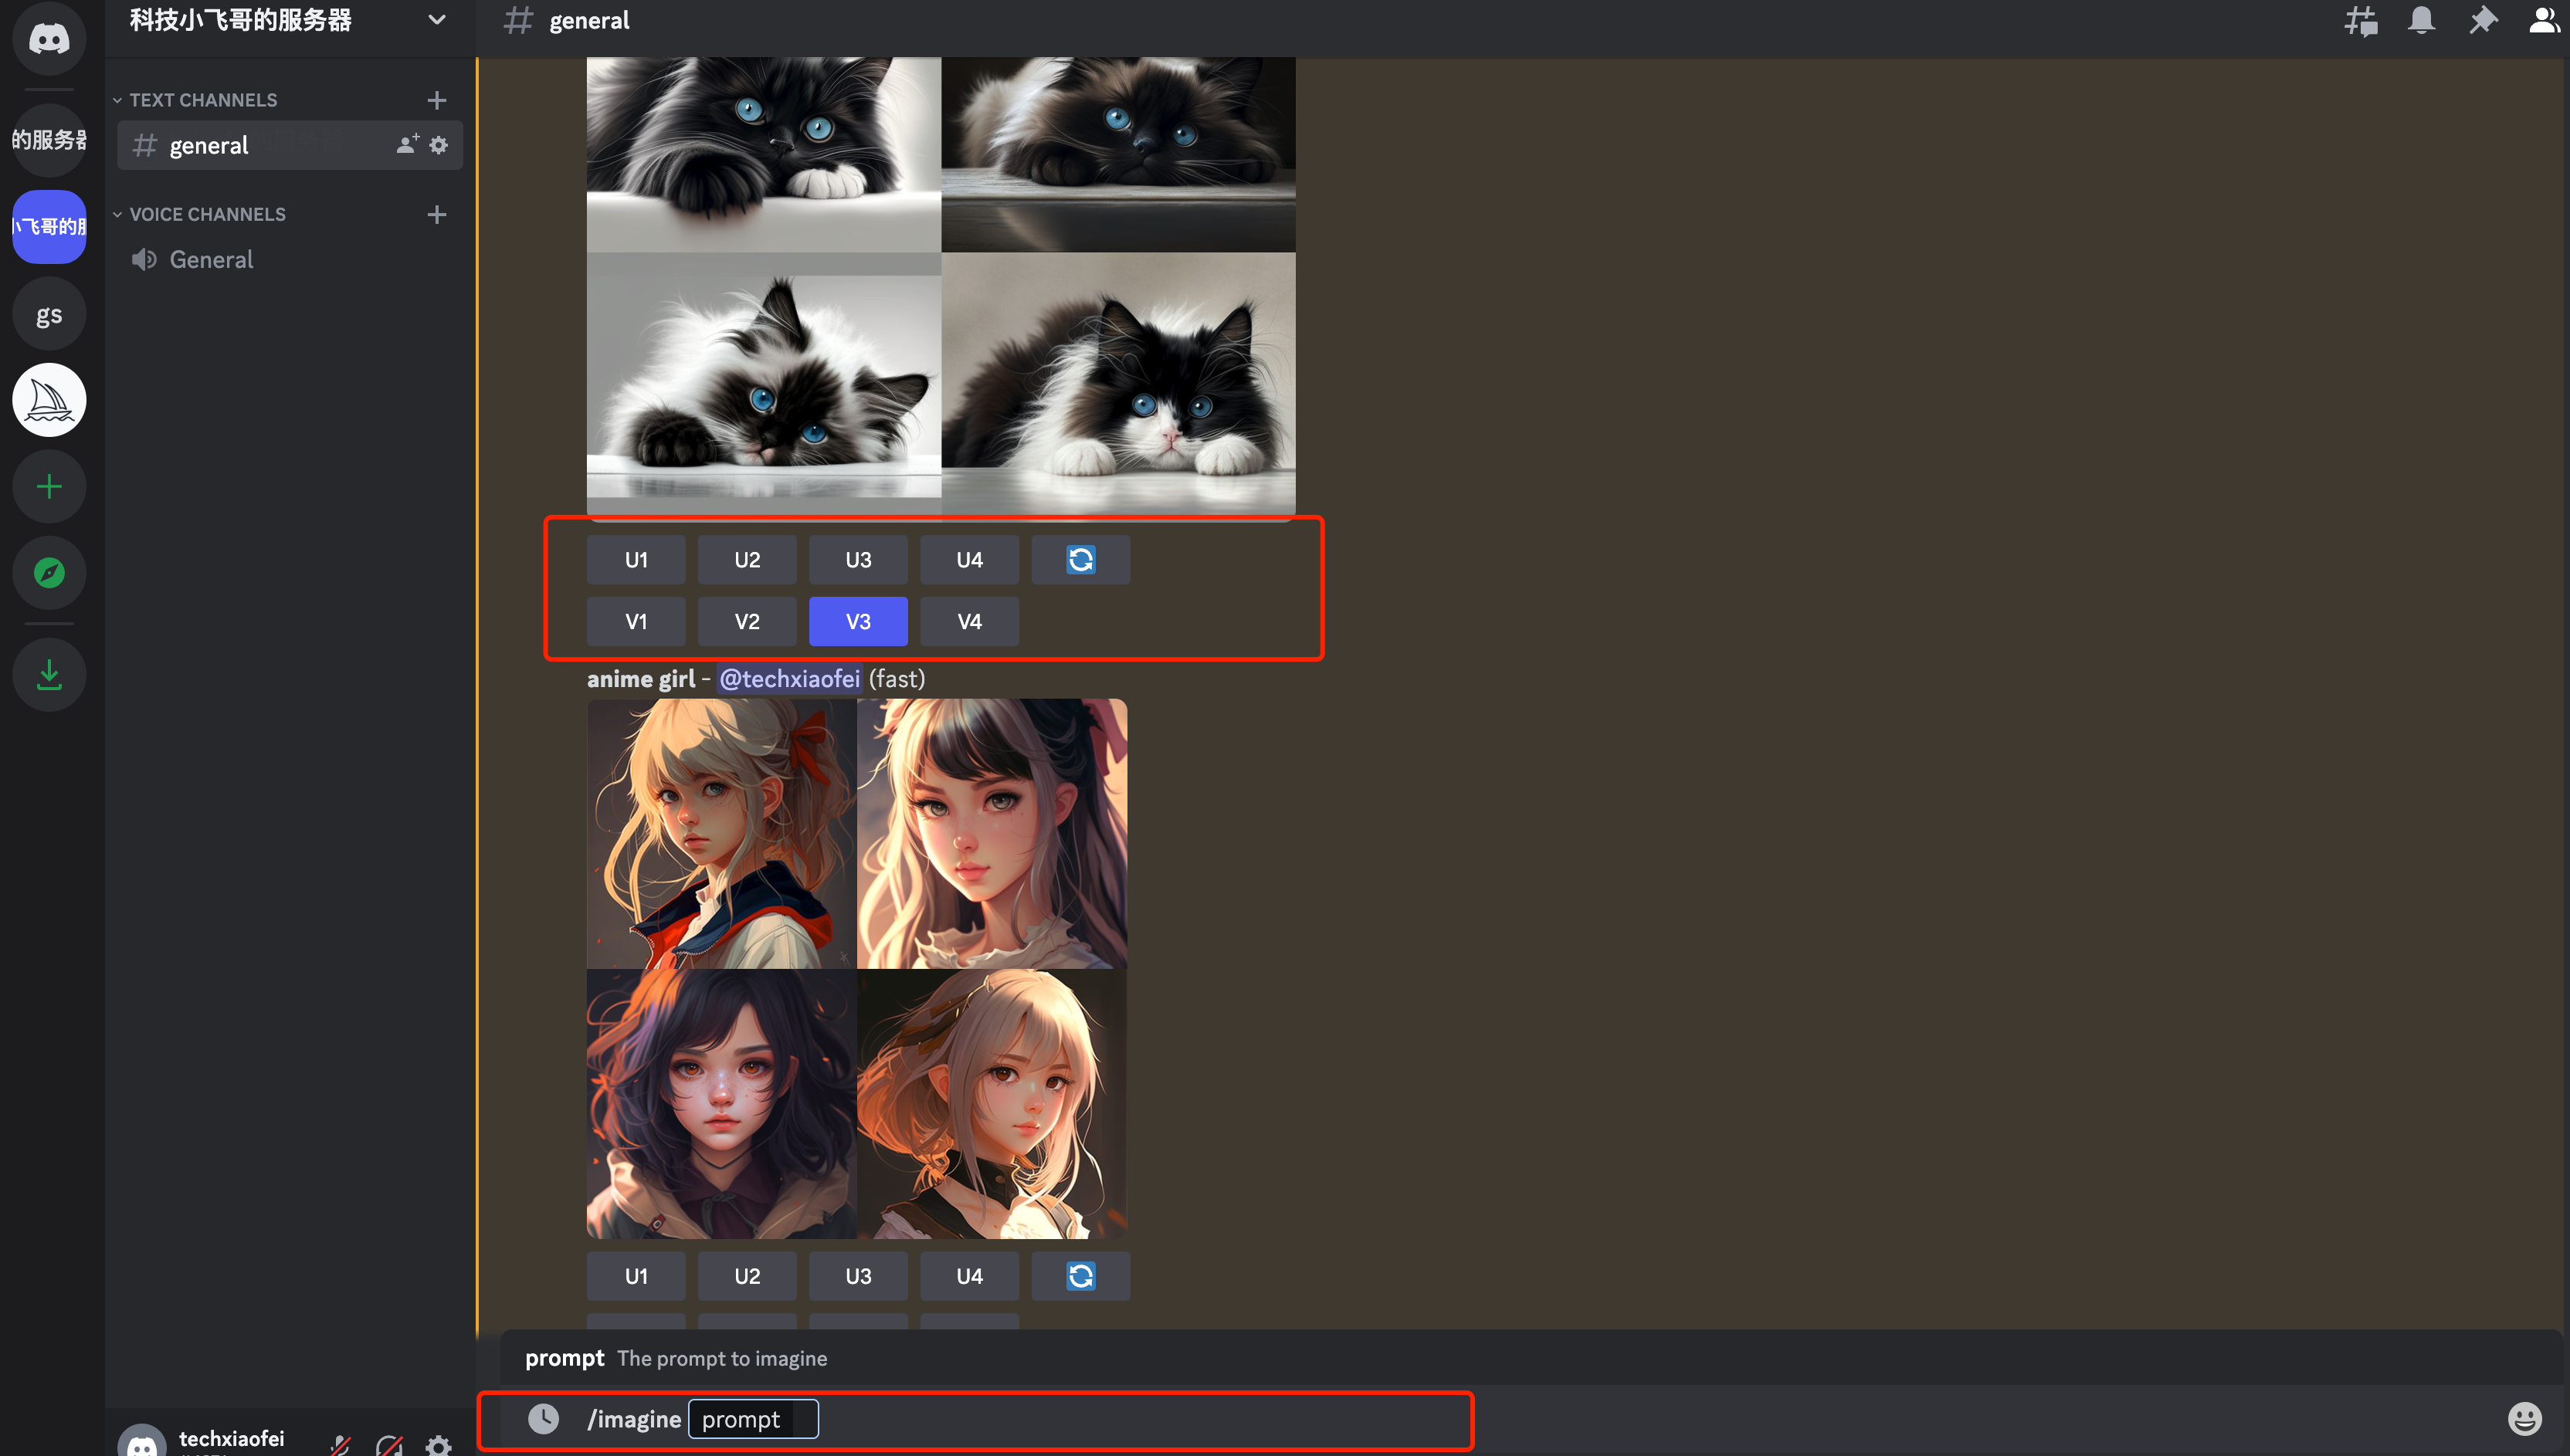 科技小飞哥的服务器
general
TEXT CHANNELS
general
VOICE CHANNELS
General
的服务器
小飞哥的服
gs
U1 U2 U3 U4
V1 V2 V3 V4
anime girl - @techxiaofei (fast)
U1 U2 U3 U4
prompt The prompt to imagine
/imagine prompt
techxiaofei